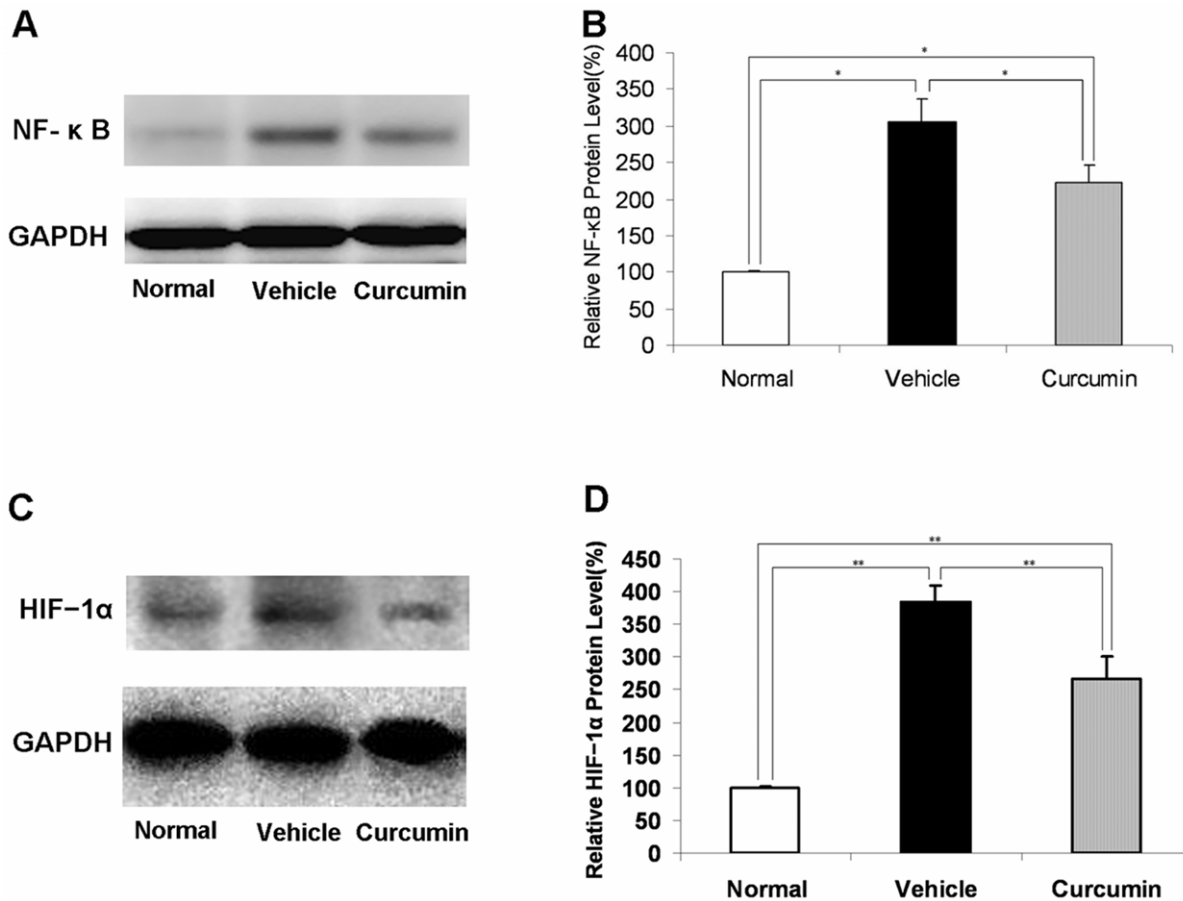 A
NF- κ B
GAPDH
Normal Vehicle Curcumin
B
Relative NF-κB Protein Level(%)
400
350
300
250
200
150
100
50
0
*
*
*
Normal Vehicle Curcumin
C
HIF−1α
GAPDH
Normal Vehicle Curcumin
D
Relative HIF−1α Protein Level(%)
450
400
350
300
250
200
150
100
50
0
**
**
**
Normal Vehicle Curcumin